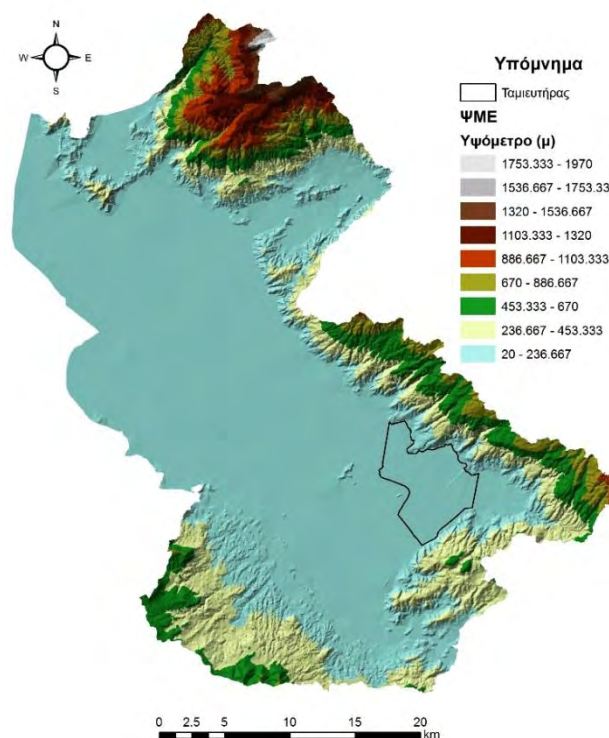 N
W E
S
Υπόμνημα
Ταμιευτήρας
ΨΜΕ
Υψόμετρο (μ)
1753.333 - 1970
1536.667 - 1753.33
1320 - 1536.667
1103.333 - 1320
886.667 - 1103.333
670 - 886.667
453.333 - 670
236.667 - 453.333
20 - 236.667
0 2.5 5 10 15 20
km